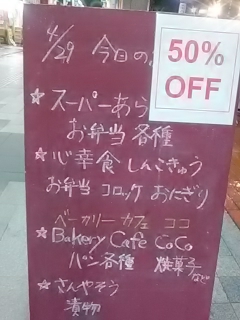 4/29 今日の
50%
OFF
★スーパーあら
お弁当 各種
★心幸食 しんこきゅう
お弁当 コロッケ おにぎり
ベーカリー カフェ ココ
★Bakery Cafe CoCo
パン各種 焼菓子など
★さんやそう
漬物